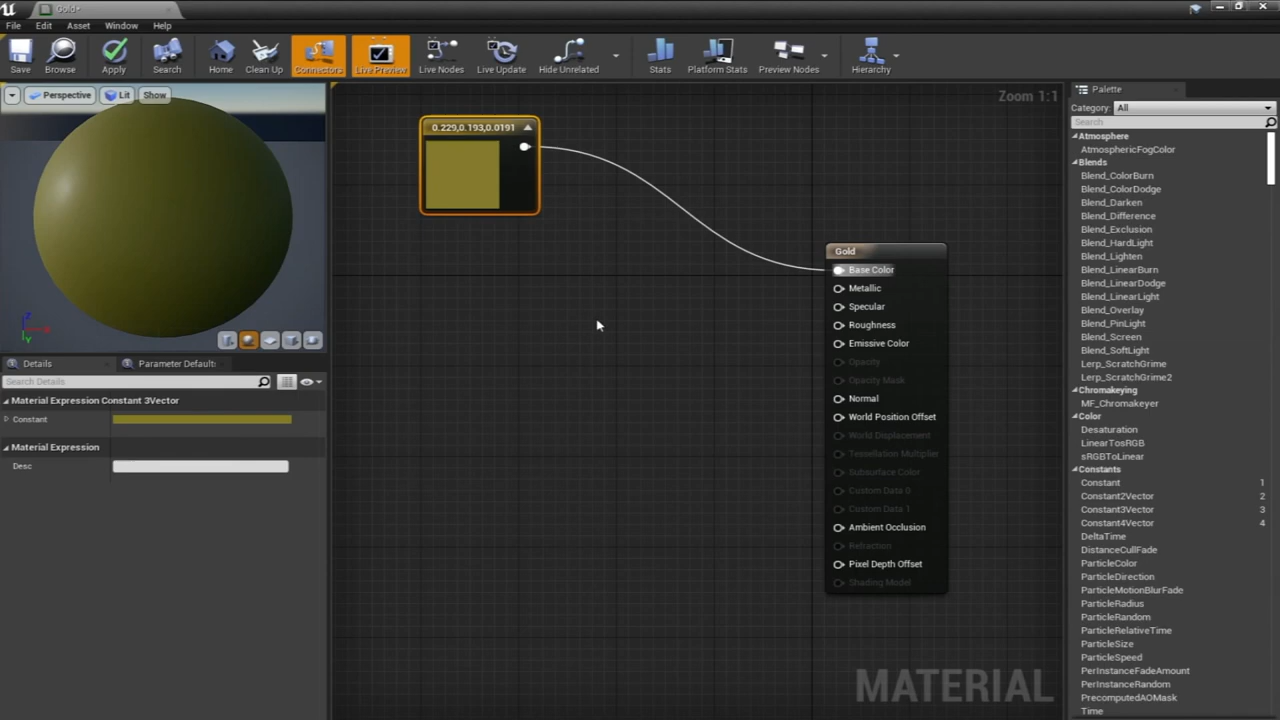 Gold*
File Edit Asset Window Help
Save Browse Apply Search Home Clean Up Connectors Live Preview Live Nodes Live Update Hide Unrelated Stats Platform Stats Preview Nodes Hierarchy
Perspective Lit Show
Z
X
Y
Details Parameter Defaults
Search Details
Material Expression Constant 3Vector
Constant
Material Expression
Desc
Zoom 1:1
0.229,0.193,0.0191
Gold
Base Color
Metallic
Specular
Roughness
Emissive Color
Opacity
Opacity Mask
Normal
World Position Offset
World Displacement
Tessellation Multiplier
Subsurface Color
Custom Data 0
Custom Data 1
Ambient Occlusion
Refraction
Pixel Depth Offset
Shading Model
MATERIAL
Palette
Category: All
Search
Atmosphere
AtmosphericFogColor
Blends
Blend_ColorBurn
Blend_ColorDodge
Blend_Darken
Blend_Difference
Blend_Exclusion
Blend_HardLight
Blend_Lighten
Blend_LinearBurn
Blend_LinearDodge
Blend_LinearLight
Blend_Overlay
Blend_PinLight
Blend_Screen
Blend_SoftLight
Lerp_ScratchGrime
Lerp_ScratchGrime2
Chromakeying
MF_Chromakeyer
Color
Desaturation
LinearTosRGB
sRGBToLinear
Constants
Constant 1
Constant2Vector 2
Constant3Vector 3
Constant4Vector 4
DeltaTime
DistanceCullFade
ParticleColor
ParticleDirection
ParticleMotionBlurFade
ParticleRadius
ParticleRandom
ParticleRelativeTime
ParticleSize
ParticleSpeed
PerInstanceFadeAmount
PerInstanceRandom
PrecomputedAOMask
Time